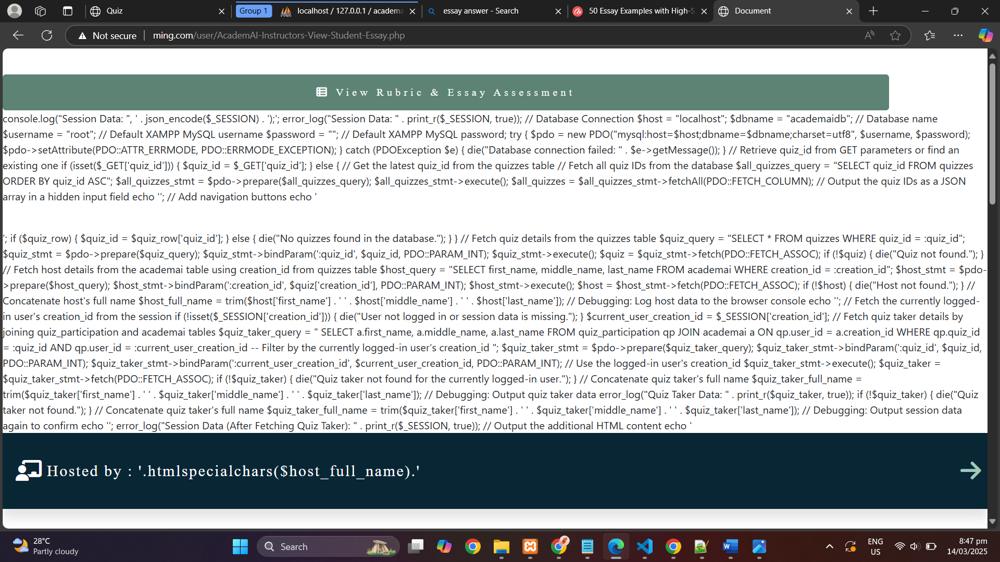 Quiz
Group 1
localhost / 127.0.0.1 / academa
essay answer - Search
50 Essay Examples with High-S
Document
Not secure
ming.com/user/AcademAI-Instructors-View-Student-Essay.php
View Rubric & Essay Assessment
console.log("Session Data: ", ' . json_encode($_SESSION) . ');'; error_log("Session Data: " . print_r($_SESSION, true)); // Database Connection $host = "localhost"; $dbname = "academaidb"; // Database name
$username = "root"; // Default XAMPP MySQL username $password = ""; // Default XAMPP MySQL password; try { $pdo = new PDO("mysql:host=$host;dbname=$dbname;charset=utf8", $username, $password);
$pdo->setAttribute(PDO::ATTR_ERRMODE, PDO::ERRMODE_EXCEPTION); } catch (PDOException $e) { die("Database connection failed: " . $e->getMessage()); } // Retrieve quiz_id from GET parameters or find an
existing one if (isset($_GET['quiz_id'])) { $quiz_id = $_GET['quiz_id']; } else { // Get the latest quiz_id from the quizzes table // Fetch all quiz IDs from the database $all_quizzes_query = "SELECT quiz_id FROM quizzes
ORDER BY quiz_id ASC"; $all_quizzes_stmt = $pdo->prepare($all_quizzes_query); $all_quizzes_stmt->execute(); $all_quizzes = $all_quizzes_stmt->fetchAll(PDO::FETCH_COLUMN); // Output the quiz IDs as a JSON
array in a hidden input field echo ''; // Add navigation buttons echo '
'; if ($quiz_row) { $quiz_id = $quiz_row['quiz_id']; } else { die("No quizzes found in the database."); } } // Fetch quiz details from the quizzes table $quiz_query = "SELECT * FROM quizzes WHERE quiz_id = :quiz_id";
$quiz_stmt = $pdo->prepare($quiz_query); $quiz_stmt->bindParam(':quiz_id', $quiz_id, PDO::PARAM_INT); $quiz_stmt->execute(); $quiz = $quiz_stmt->fetch(PDO::FETCH_ASSOC); if (!$quiz) { die("Quiz not found."); }
// Fetch host details from the academai table using creation_id from quizzes table $host_query = "SELECT first_name, middle_name, last_name FROM academai WHERE creation_id = :creation_id"; $host_stmt = $pdo-
>prepare($host_query); $host_stmt->bindParam(':creation_id', $quiz['creation_id'], PDO::PARAM_INT); $host_stmt->execute(); $host = $host_stmt->fetch(PDO::FETCH_ASSOC); if (!$host) { die("Host not found."); } //
Concatenate host's full name $host_full_name = trim($host['first_name'] . ' ' . $host['middle_name'] . ' ' . $host['last_name']); // Debugging: Log host data to the browser console echo ''; // Fetch the currently logged-
in user's creation_id from the session if (!isset($_SESSION['creation_id'])) { die("User not logged in or session data is missing."); } $current_user_creation_id = $_SESSION['creation_id']; // Fetch quiz taker details by
joining quiz_participation and academai tables $quiz_taker_query = " SELECT a.first_name, a.middle_name, a.last_name FROM quiz_participation qp JOIN academai a ON qp.user_id = a.creation_id WHERE qp.quiz_id
= :quiz_id AND qp.user_id = :current_user_creation_id -- Filter by the currently logged-in user's creation_id "; $quiz_taker_stmt = $pdo->prepare($quiz_taker_query); $quiz_taker_stmt->bindParam(':quiz_id', $quiz_id,
PDO::PARAM_INT); $quiz_taker_stmt->bindParam(':current_user_creation_id', $current_user_creation_id, PDO::PARAM_INT); // Use the logged-in user's creation_id $quiz_taker_stmt->execute(); $quiz_taker =
$quiz_taker_stmt->fetch(PDO::FETCH_ASSOC); if (!$quiz_taker) { die("Quiz taker not found for the currently logged-in user."); } // Concatenate quiz taker's full name $quiz_taker_full_name =
trim($quiz_taker['first_name'] . ' ' . $quiz_taker['middle_name'] . ' ' . $quiz_taker['last_name']); // Debugging: Output quiz taker data error_log("Quiz Taker Data: " . print_r($quiz_taker, true)); if (!$quiz_taker) { die("Quiz
taker not found."); } // Concatenate quiz taker's full name $quiz_taker_full_name = trim($quiz_taker['first_name'] . ' ' . $quiz_taker['middle_name'] . ' ' . $quiz_taker['last_name']); // Debugging: Output session data
again to confirm echo ''; error_log("Session Data (After Fetching Quiz Taker): " . print_r($_SESSION, true)); // Output the additional HTML content echo '
Hosted by : '.htmlspecialchars($host_full_name).'
28°C
Partly cloudy
Search
ENG
US
8:47 pm
14/03/2025